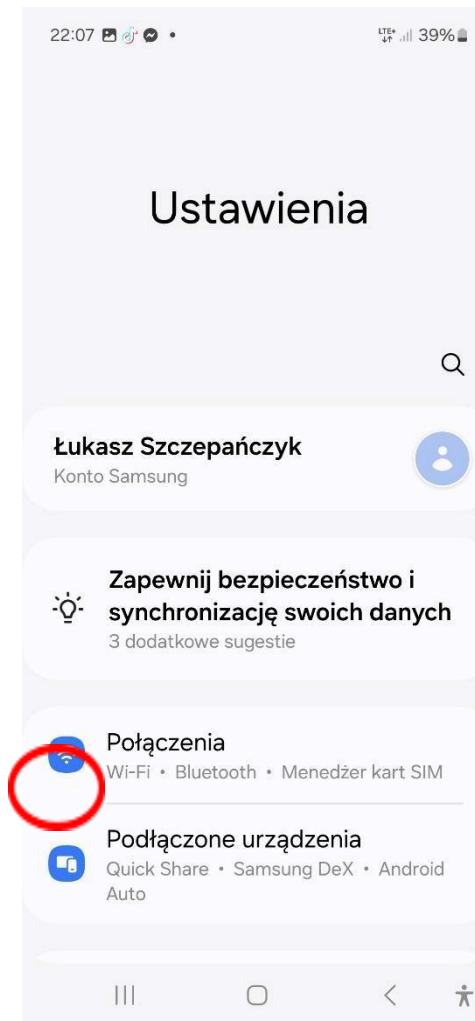 22:07
LTE+
39%
Ustawienia
Łukasz Szczepańczyk
Konto Samsung
Zapewnij bezpieczeństwo i
synchronizację swoich danych
3 dodatkowe sugestie
Połączenia
Wi-Fi • Bluetooth • Menedżer kart SIM
Podłączone urządzenia
Quick Share • Samsung DeX • Android
Auto